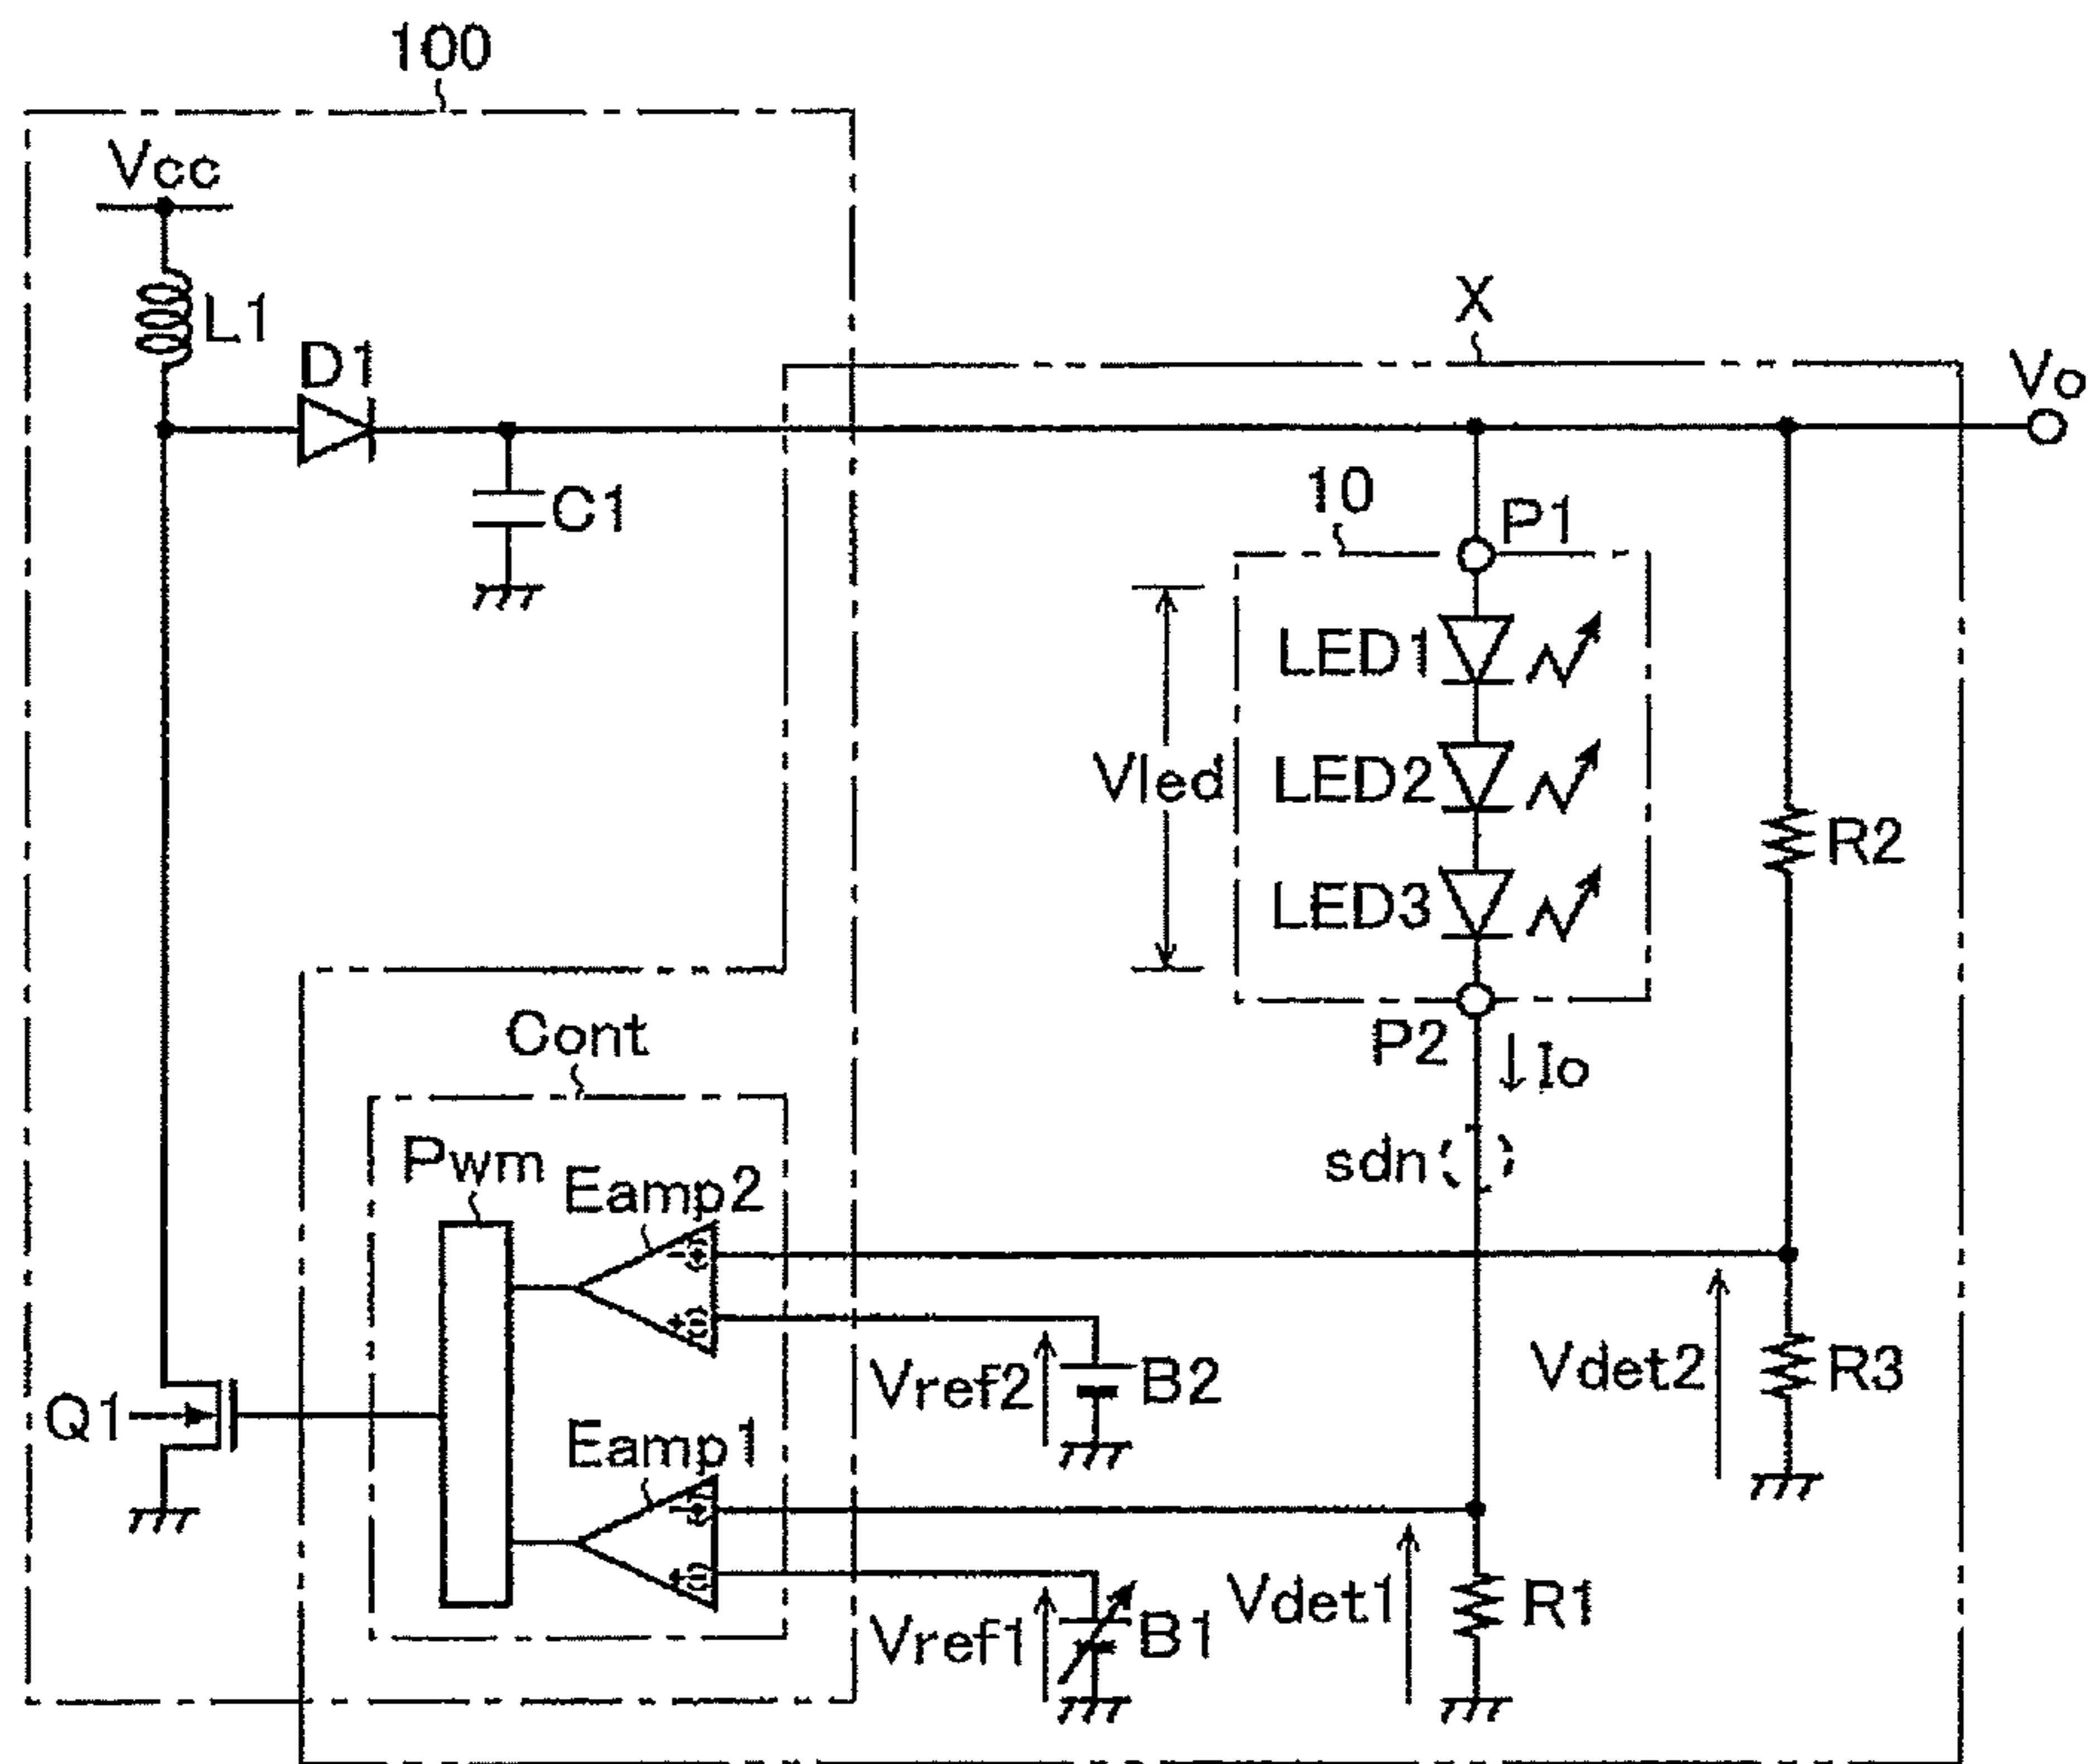 100
Vcc
L1
D1
C1
X
Vo
10
P1
LED1
LED2
LED3
Vled
R2
P2
Io
sdn
Cont
Pwm
Eamp2
- (+)
+ (-)
Vref2
B2
Vdet2
R3
Q1
Eamp1
- (+)
+ (-)
Vref1
B1
Vdet1
R1